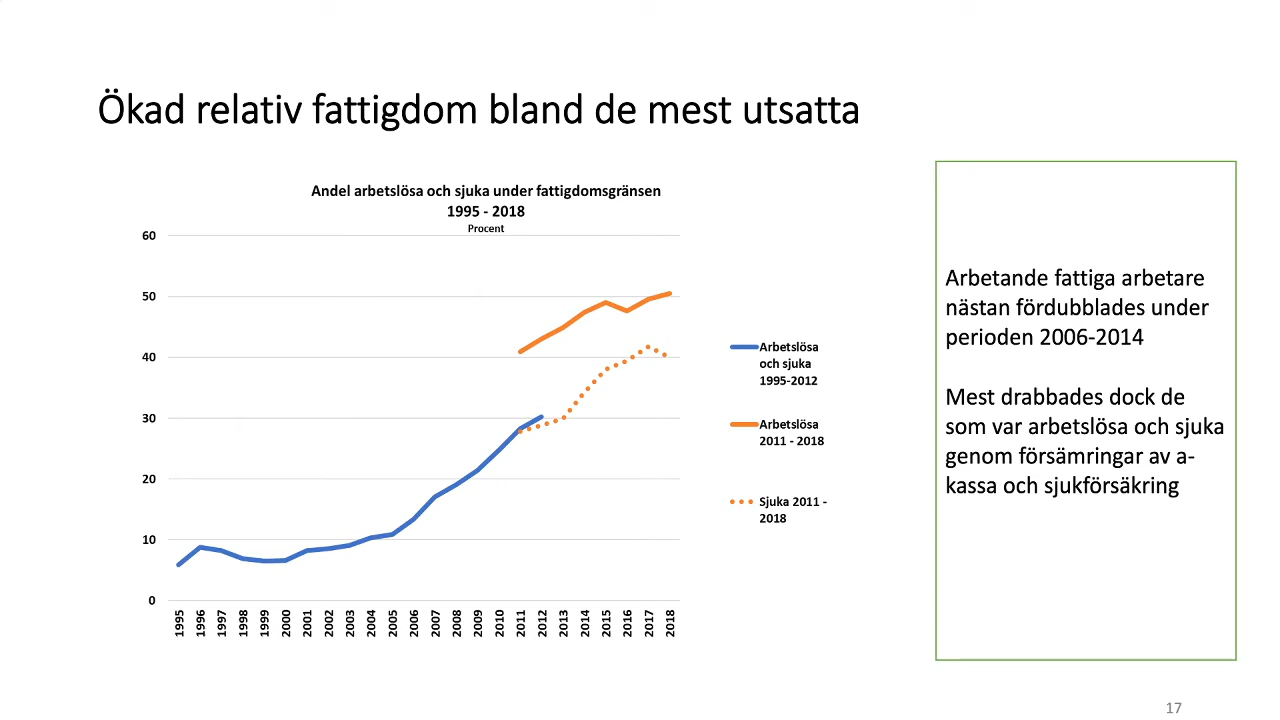 Ökad relativ fattigdom bland de mest utsatta
Andel arbetslösa och sjuka under fattigdomsgränsen
1995 - 2018
Procent
60
50
40
30
20
10
0
1995
1996
1997
1998
1999
2000
2001
2002
2003
2004
2005
2006
2007
2008
2009
2010
2011
2012
2013
2014
2015
2016
2017
2018
Arbetslösa
och sjuka
1995-2012
Arbetslösa
2011 - 2018
Sjuka 2011 -
2018
Arbetande fattiga arbetare
nästan fördubblades under
perioden 2006-2014
Mest drabbades dock de
som var arbetslösa och sjuka
genom försämringar av a-
kassa och sjukförsäkring
17